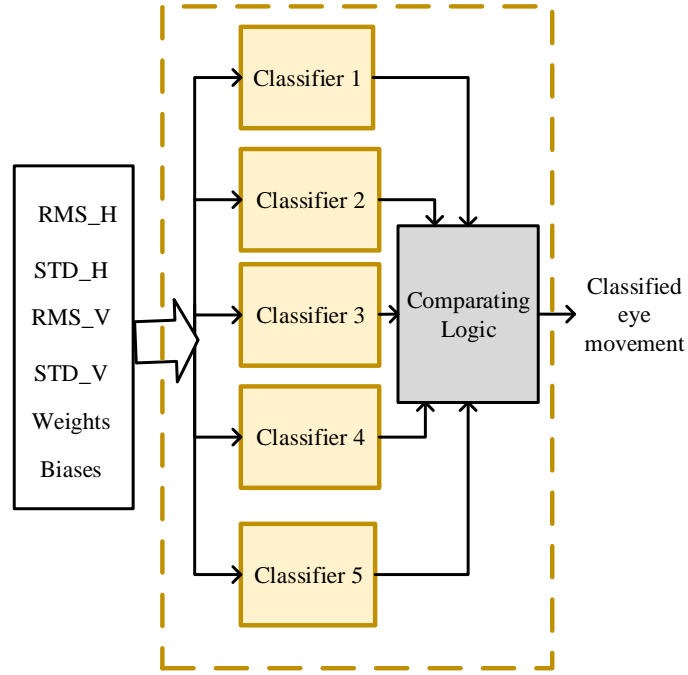 RMS_H
STD_H
RMS_V
STD_V
Weights
Biases
Classifier 1
Classifier 2
Classifier 3
Classifier 4
Classifier 5
Comparating
Logic
Classified
eye
movement